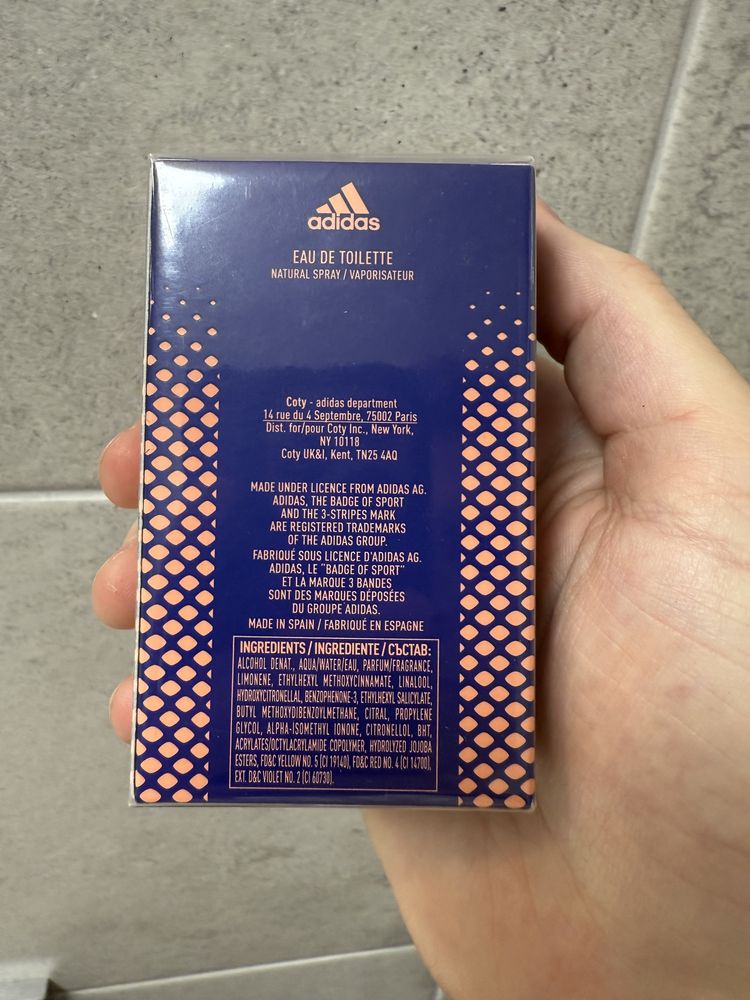 adidas
EAU DE TOILETTE
NATURAL SPRAY / VAPORISATEUR
Coty - adidas department
14 rue du 4 Septembre, 75002 Paris
Dist. for/pour Coty Inc., New York,
NY 10118
Coty UK&I, Kent, TN25 4AQ
MADE UNDER LICENCE FROM ADIDAS AG.
ADIDAS, THE BADGE OF SPORT
AND THE 3-STRIPES MARK
ARE REGISTERED TRADEMARKS
OF THE ADIDAS GROUP.
FABRIQUÉ SOUS LICENCE D'ADIDAS AG.
ADIDAS, LE "BADGE OF SPORT"
ET LA MARQUE 3 BANDES
SONT DES MARQUES DÉPOSÉES
DU GROUPE ADIDAS.
MADE IN SPAIN / FABRIQUÉ EN ESPAGNE
INGREDIENTS / INGREDIENTE / СЪСТАВ:
ALCOHOL DENAT., AQUA/WATER/EAU, PARFUM/FRAGRANCE,
LIMONENE, ETHYLHEXYL METHOXYCINNAMATE, LINALOOL,
HYDROXYCITRONELLAL, BENZOPHENONE-3, ETHYLHEXYL SALICYLATE,
BUTYL METHOXYDIBENZOYLMETHANE, CITRAL, PROPYLENE
GLYCOL, ALPHA-ISOMETHYL IONONE, CITRONELLOL, BHT,
ACRYLATES/OCTYLACRYLAMIDE COPOLYMER, HYDROLYZED JOJOBA
ESTERS, FD&C YELLOW NO. 5 (CI 19140), FD&C RED NO. 4 (CI 14700),
EXT. D&C VIOLET NO. 2 (CI 60730).